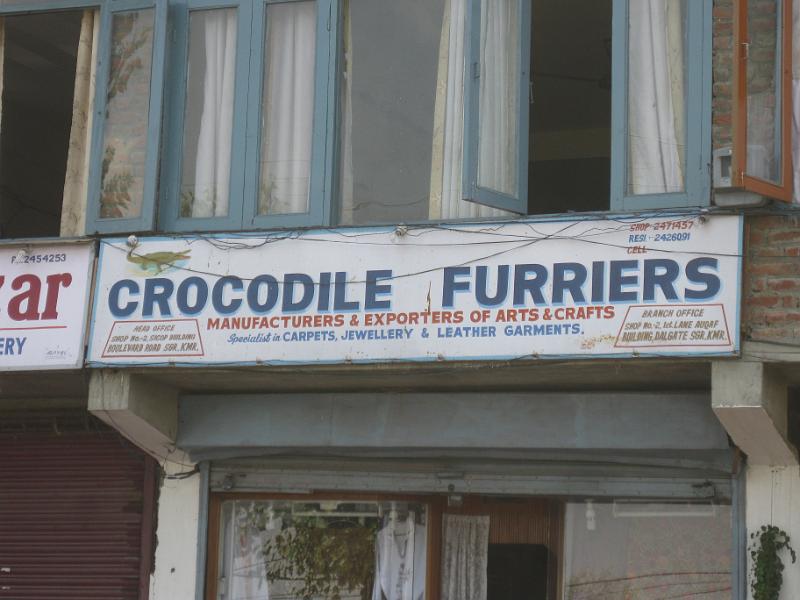 P 2454253
zar
ERY
SHOP 2471457
RESI - 2426091
CELL
CROCODILE FURRIERS
MANUFACTURERS & EXPORTERS OF ARTS & CRAFTS
Specialist in CARPETS, JEWELLERY & LEATHER GARMENTS.
HEAD OFFICE
SHOP No-2, SICOP BUILDING
BOULEVARD ROAD SGR. KMR.
BRANCH OFFICE
SHOP No.-2, 1st. LANE AUQAF
BUILDING, DALGATE SGR. KMR.